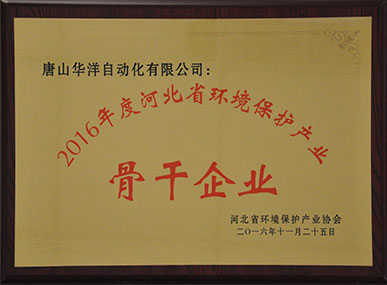 唐山华洋自动化有限公司：
2016年度河北省环境保护产业
骨干企业
河北省环境保护产业协会
二〇一六年十一月二十五日